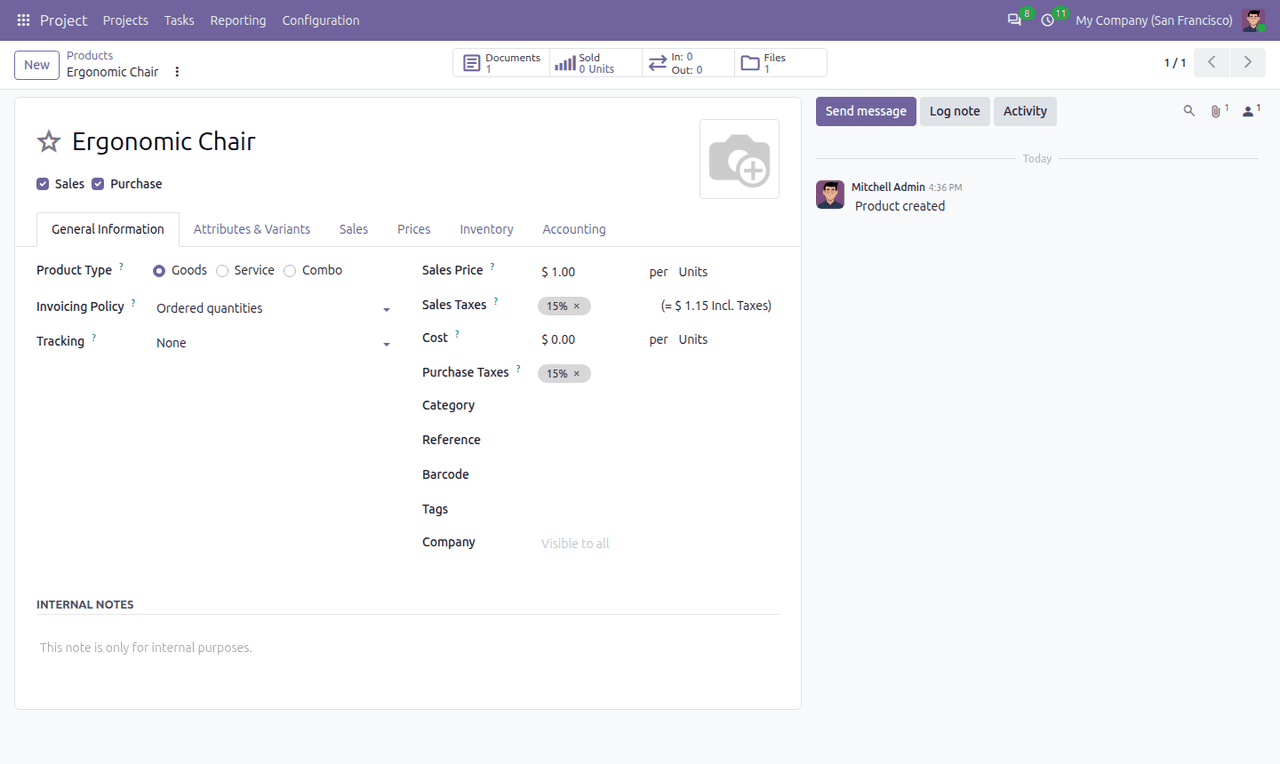 Project Projects Tasks Reporting Configuration 8 11 My Company (San Francisco)
New Products
Ergonomic Chair
Documents 1
Sold 0 Units
In: 0
Out: 0
Files 1
1 / 1
Ergonomic Chair
Sales Purchase
General Information Attributes & Variants Sales Prices Inventory Accounting
Product Type ? Goods Service Combo
Invoicing Policy ? Ordered quantities
Tracking ? None
Sales Price ? $ 1.00 per Units
Sales Taxes ? 15% × (= $ 1.15 Incl. Taxes)
Cost ? $ 0.00 per Units
Purchase Taxes ? 15% ×
Category
Reference
Barcode
Tags
Company Visible to all
INTERNAL NOTES
This note is only for internal purposes.
Send message Log note Activity 1 1
Today
Mitchell Admin 4:36 PM
Product created